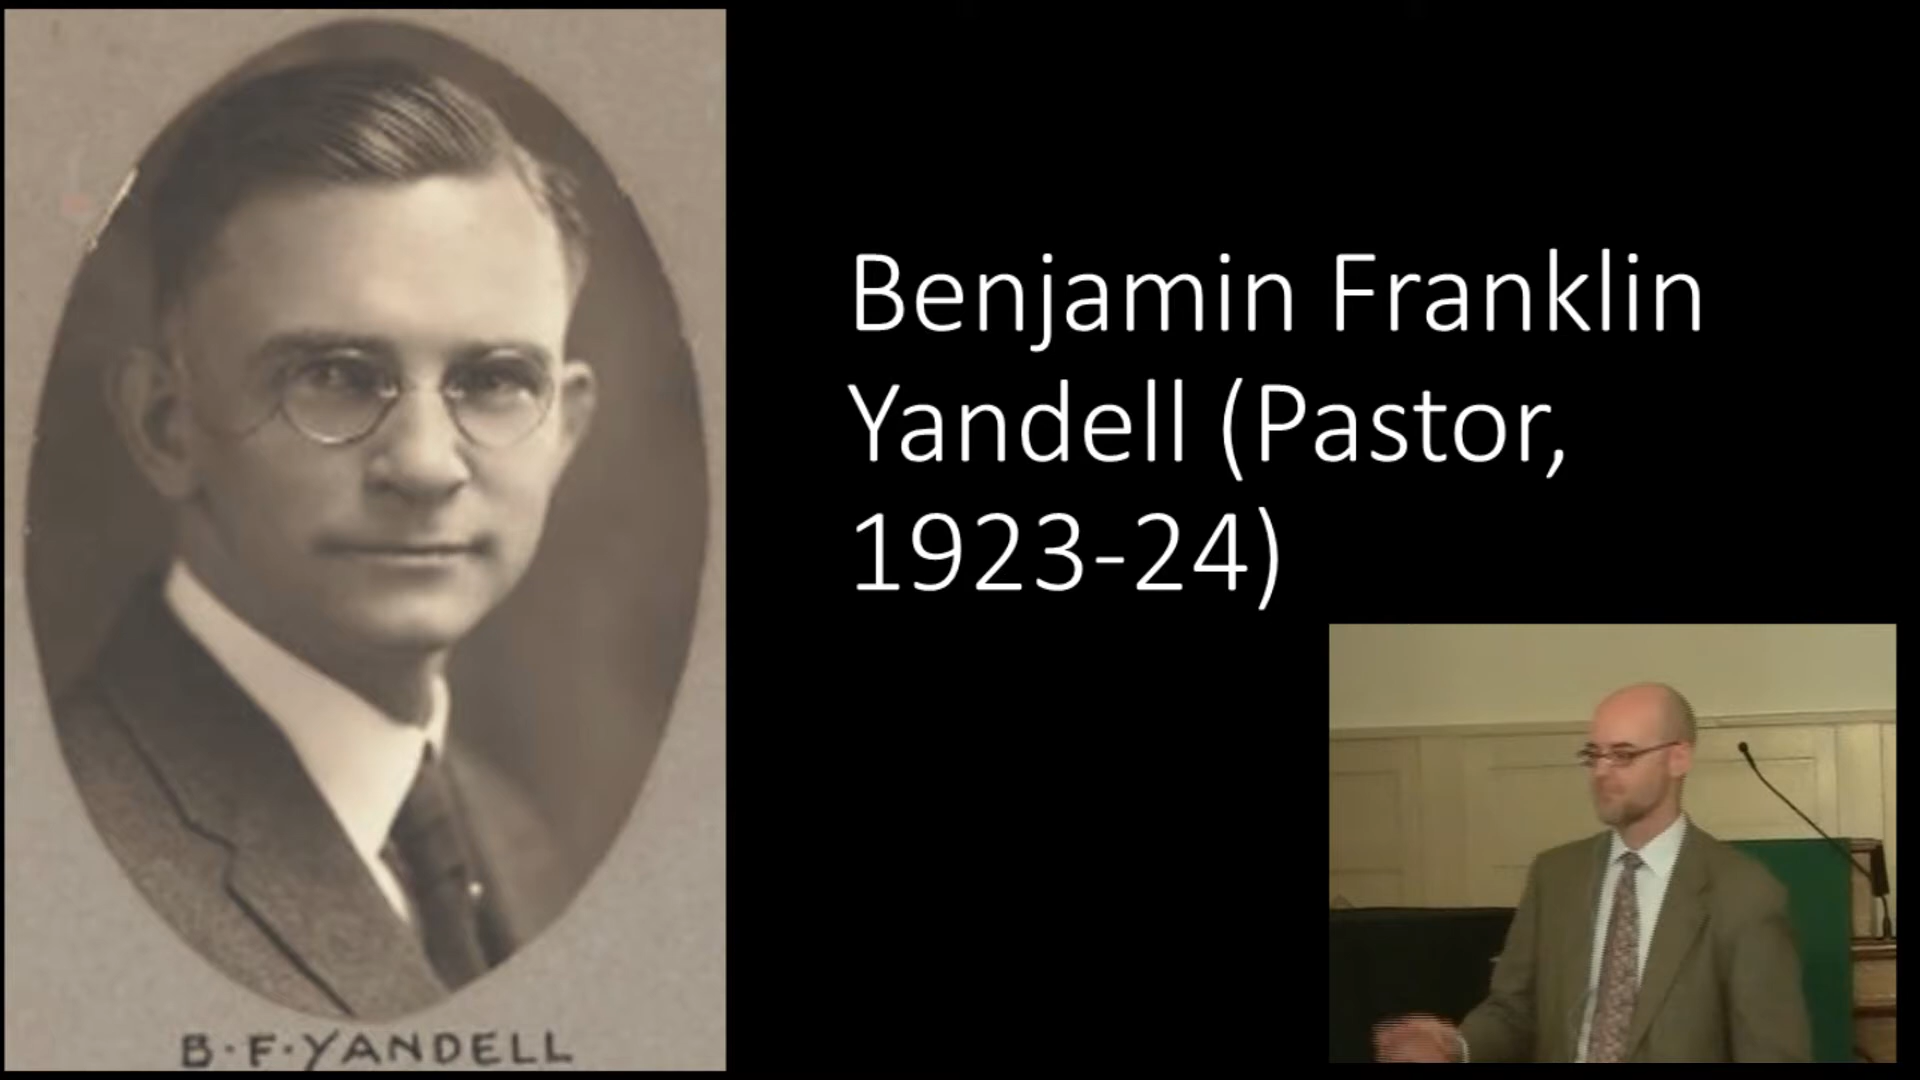 Benjamin Franklin
Yandell (Pastor,
1923-24)
B·F·YANDELL